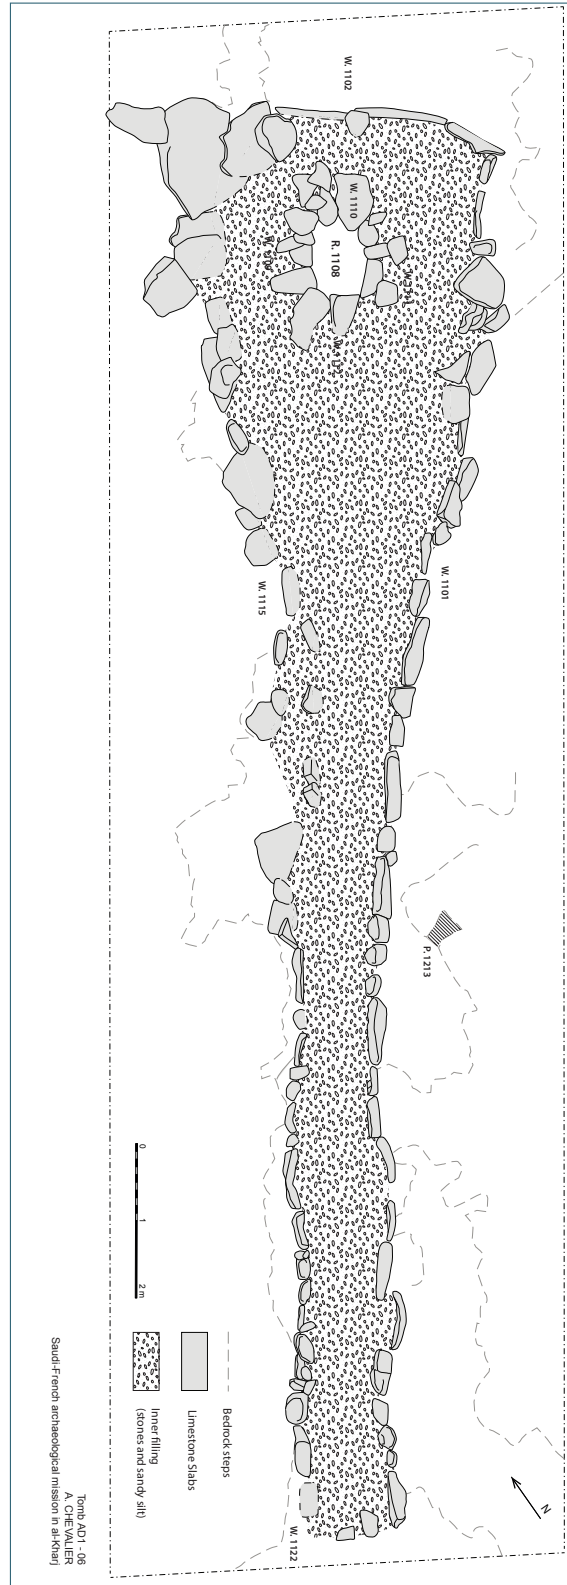 W. 1102
W. 1110
R. 1108
W. 1101
W. 1115
P. 1213
W. 1122
N
0
1
2 m
Bedrock steps
Limestone Slabs
Inner filling
(stones and sandy silt)
Tomb AD1 - 06
A. CHEVALIER
Saudi-French archaeological mission in al-Kharj